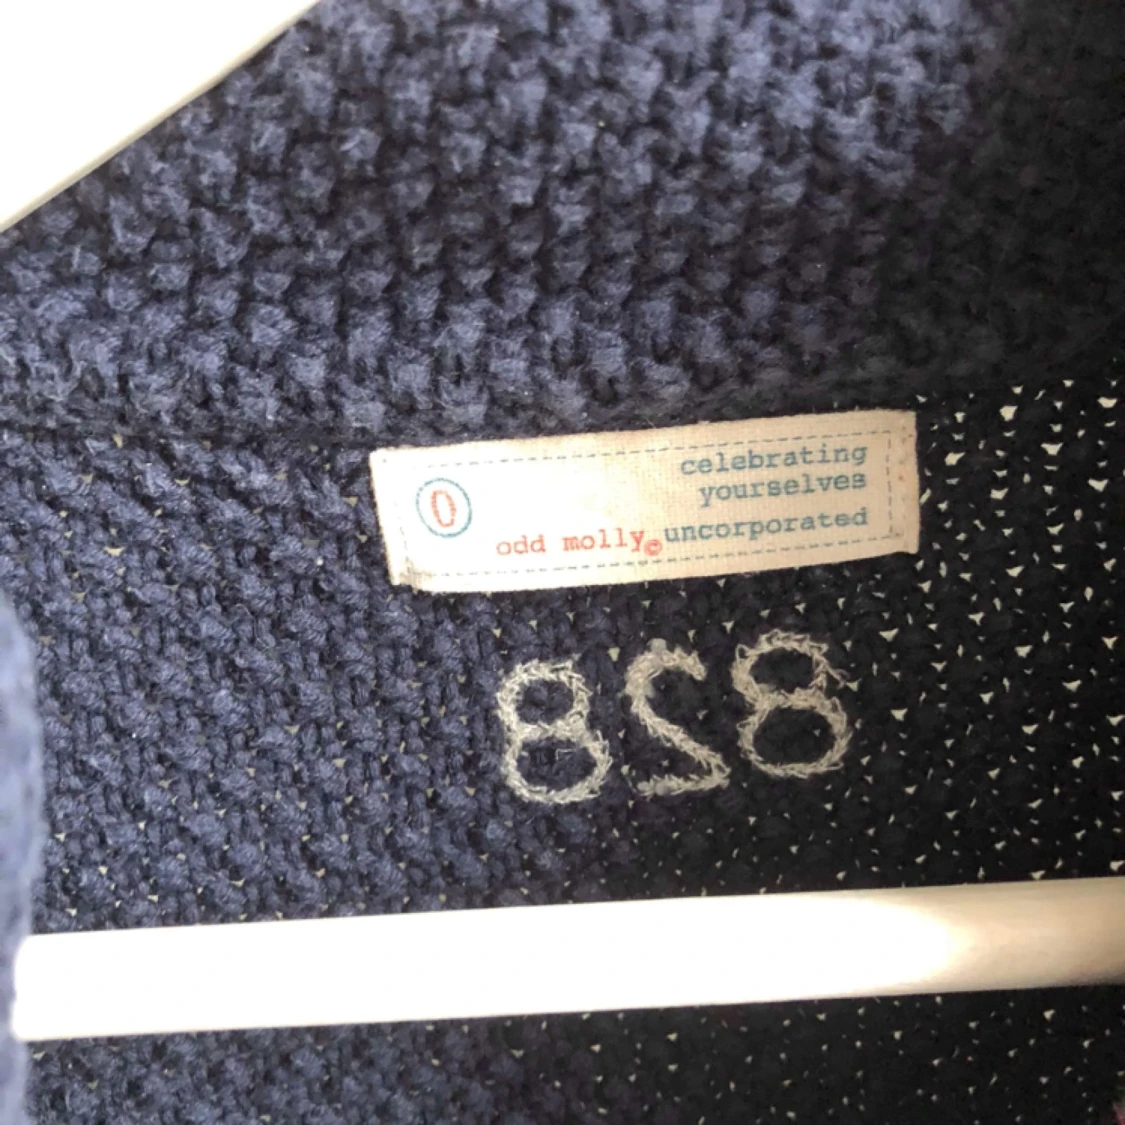 celebrating
yourselves
0
odd molly© uncorporated
828